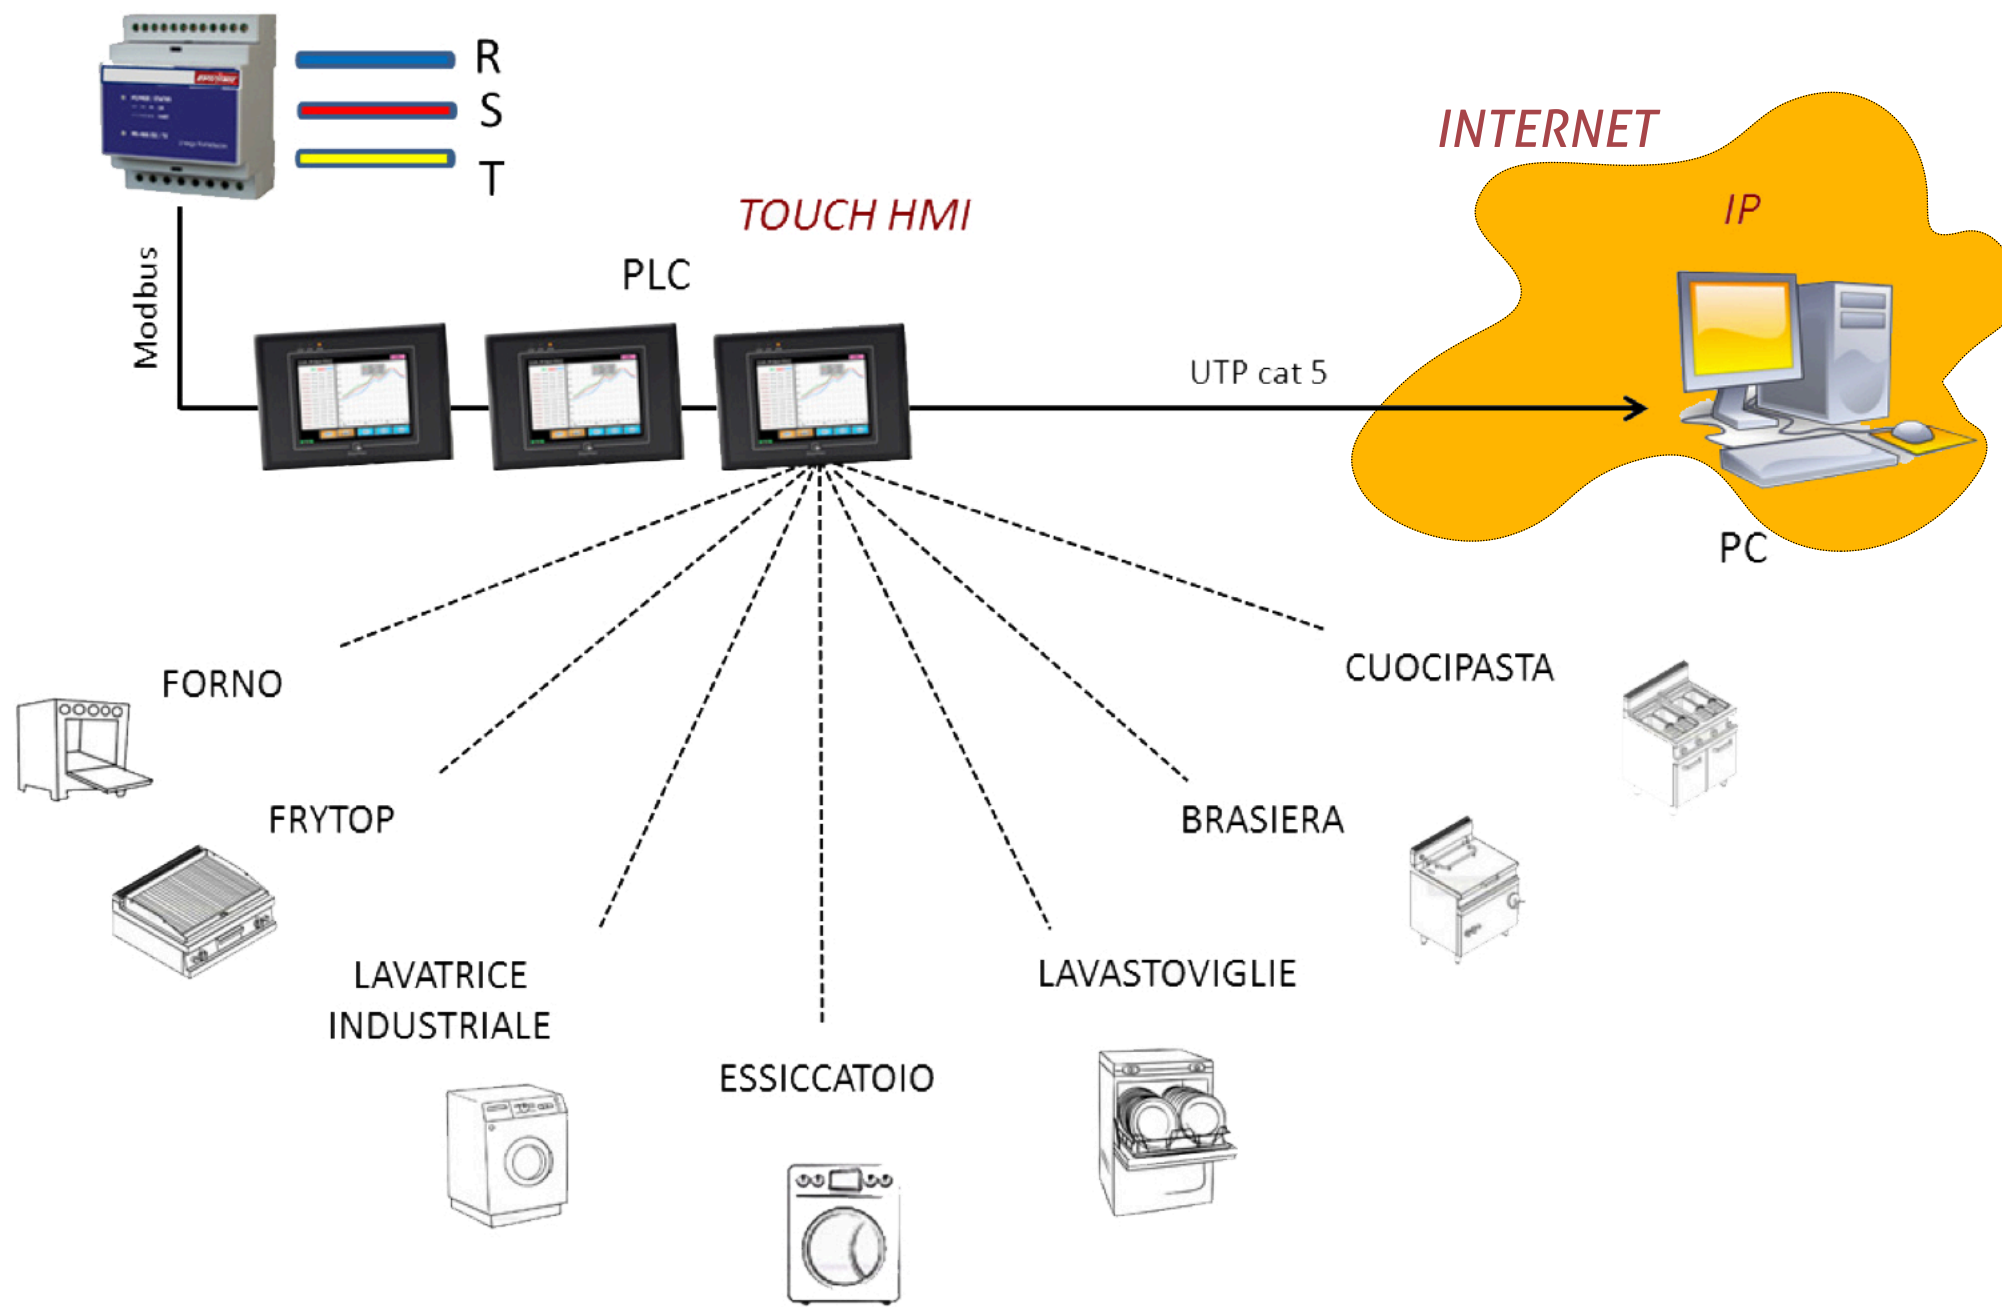 R
S
T
INTERNET
IP
TOUCH HMI
PLC
Modbus
UTP cat 5
PC
FORNO
CUOCIPASTA
FRYTOP
BRASIERA
LAVATRICE
INDUSTRIALE
LAVASTOVIGLIE
ESSICCATOIO